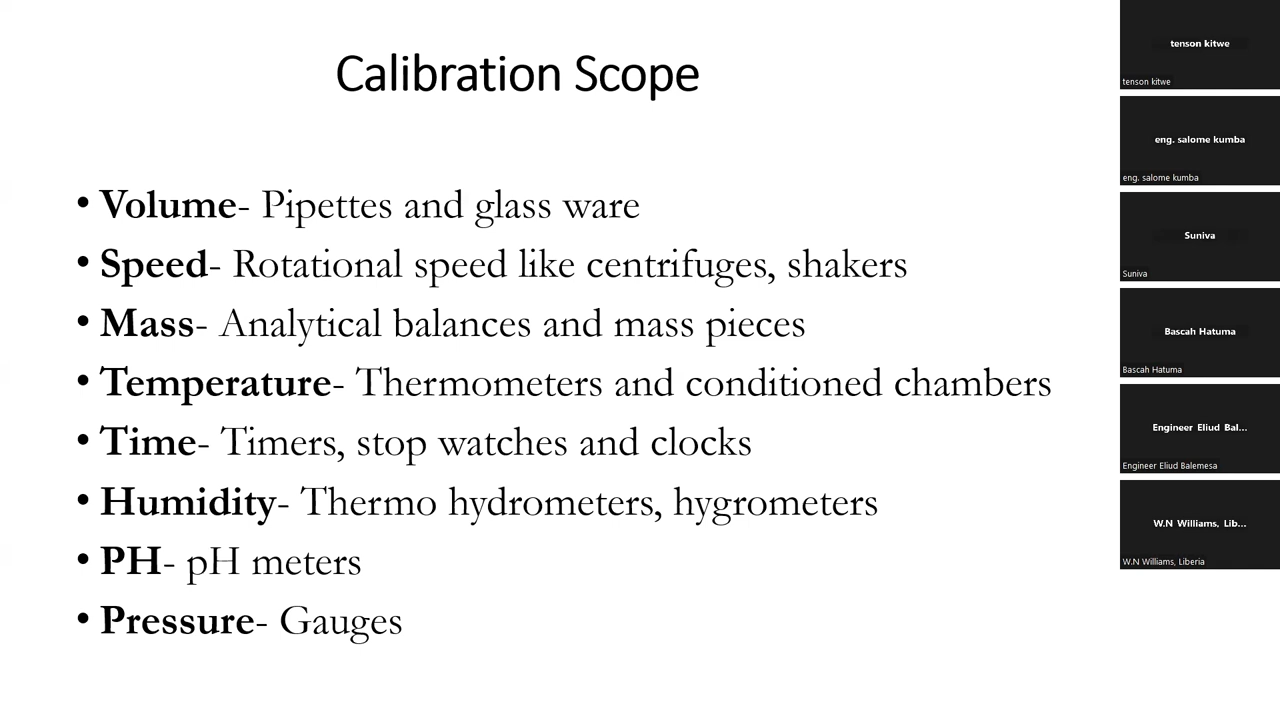 Calibration Scope
• Volume- Pipettes and glass ware
• Speed- Rotational speed like centrifuges, shakers
• Mass- Analytical balances and mass pieces
• Temperature- Thermometers and conditioned chambers
• Time- Timers, stop watches and clocks
• Humidity- Thermo hydrometers, hygrometers
• PH- pH meters
• Pressure- Gauges
tenson kitwe
tenson kitwe
eng. salome kumba
eng. salome kumba
Suniva
Suniva
Bascah Hatuma
Bascah Hatuma
Engineer Eliud Bal...
Engineer Eliud Balemesa
W.N Williams, Lib...
W.N Williams, Liberia